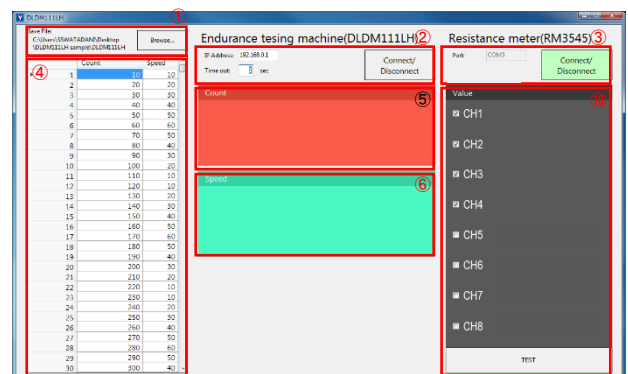 DLDM111LH
①
Save File:
C:\Users\SSWATADANI\Desktop
\DLDM111LH sample\DLDM111LH
Browse...
Endurance tesing machine(DLDM111LH)②
IP Address: 192.168.0.1
Time out: sec
Connect/
Disconnect
Resistance meter(RM3545)③
Port: COM3
Connect/
Disconnect
④
Count Speed
1 10 10
2 20 20
3 30 30
4 40 40
5 50 50
6 60 60
7 70 50
8 80 40
9 90 30
10 100 20
11 110 10
12 120 10
13 130 20
14 140 30
15 150 40
16 160 50
17 170 60
18 180 50
19 190 40
20 200 30
21 210 20
22 220 10
23 230 10
24 240 20
25 250 30
26 260 40
27 270 50
28 280 60
29 290 50
30 300 40
Count
⑤
Speed
⑥
Value
CH1
CH2
CH3
CH4
CH5
CH6
CH7
CH8
TEST